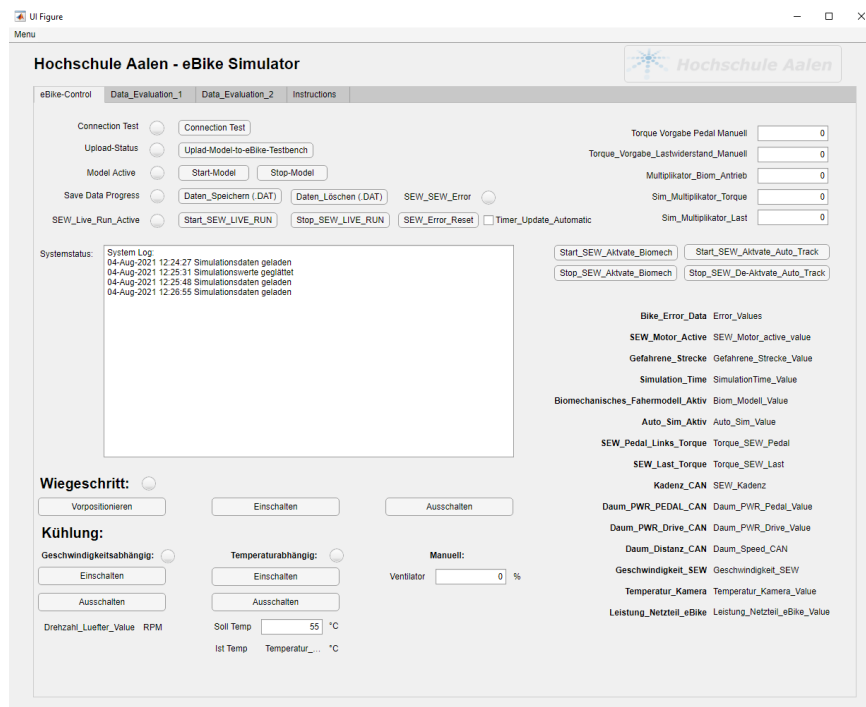 UI Figure
Menu
Hochschule Aalen - eBike Simulator
Hochschule Aalen
eBike-Control Data_Evaluation_1 Data_Evaluation_2 Instructions
Connection Test Connection Test
Upload-Status Uplad-Model-to-eBike-Testbench
Model Active Start-Model Stop-Model
Save Data Progress Daten_Speichern (.DAT) Daten_Löschen (.DAT) SEW_SEW_Error
SEW_Live_Run_Active Start_SEW_LIVE_RUN Stop_SEW_LIVE_RUN SEW_Error_Reset Timer_Update_Automatic
Torque Vorgabe Pedal Manuell 0
Torque_Vorgabe_Lastwiderstand_Manuell 0
Multiplikator_Biom_Antrieb 0
Sim_Multiplikator_Torque 0
Sim_Multiplikator_Last 0
Systemstatus:
System Log:
04-Aug-2021 12:24:27 Simulationsdaten geladen
04-Aug-2021 12:25:31 Simulationswerte geglättet
04-Aug-2021 12:25:48 Simulationsdaten geladen
04-Aug-2021 12:26:55 Simulationsdaten geladen
Start_SEW_Aktvate_Biomech Start_SEW_Aktvate_Auto_Track
Stop_SEW_Aktvate_Biomech Stop_SEW_De-Aktvate_Auto_Track
Bike_Error_Data Error_Values
SEW_Motor_Active SEW_Motor_active_value
Gefahrene_Strecke Gefahrene_Strecke_Value
Simulation_Time SimulationTime_Value
Biomechanisches_Fahermodell_Aktiv Biom_Modell_Value
Auto_Sim_Aktiv Auto_Sim_Value
SEW_Pedal_Links_Torque Torque_SEW_Pedal
SEW_Last_Torque Torque_SEW_Last
Kadenz_CAN SEW_Kadenz
Daum_PWR_PEDAL_CAN Daum_PWR_Pedal_Value
Daum_PWR_Drive_CAN Daum_PWR_Drive_Value
Daum_Distanz_CAN Daum_Speed_CAN
Geschwindigkeit_SEW Geschwindigkeit_SEW
Temperatur_Kamera Temperatur_Kamera_Value
Leistung_Netzteil_eBike Leistung_Netzteil_eBike_Value
Wiegeschritt:
Vorpositionieren Einschalten Ausschalten
Kühlung:
Geschwindigkeitsabhängig: Temperaturabhängig: Manuell:
Einschalten Einschalten Ventilator 0 %
Ausschalten Ausschalten
Drehzahl_Luefter_Value RPM Soll Temp 55 °C
Ist Temp Temperatur_... °C